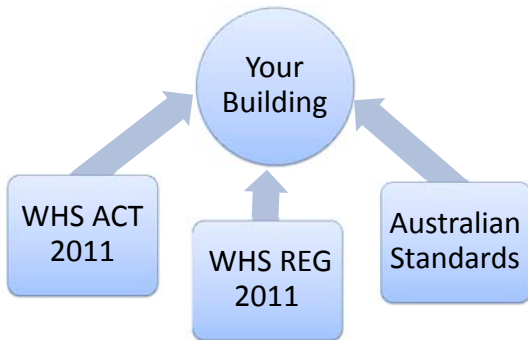 Your
Building
WHS ACT
2011
WHS REG
2011
Australian
Standards